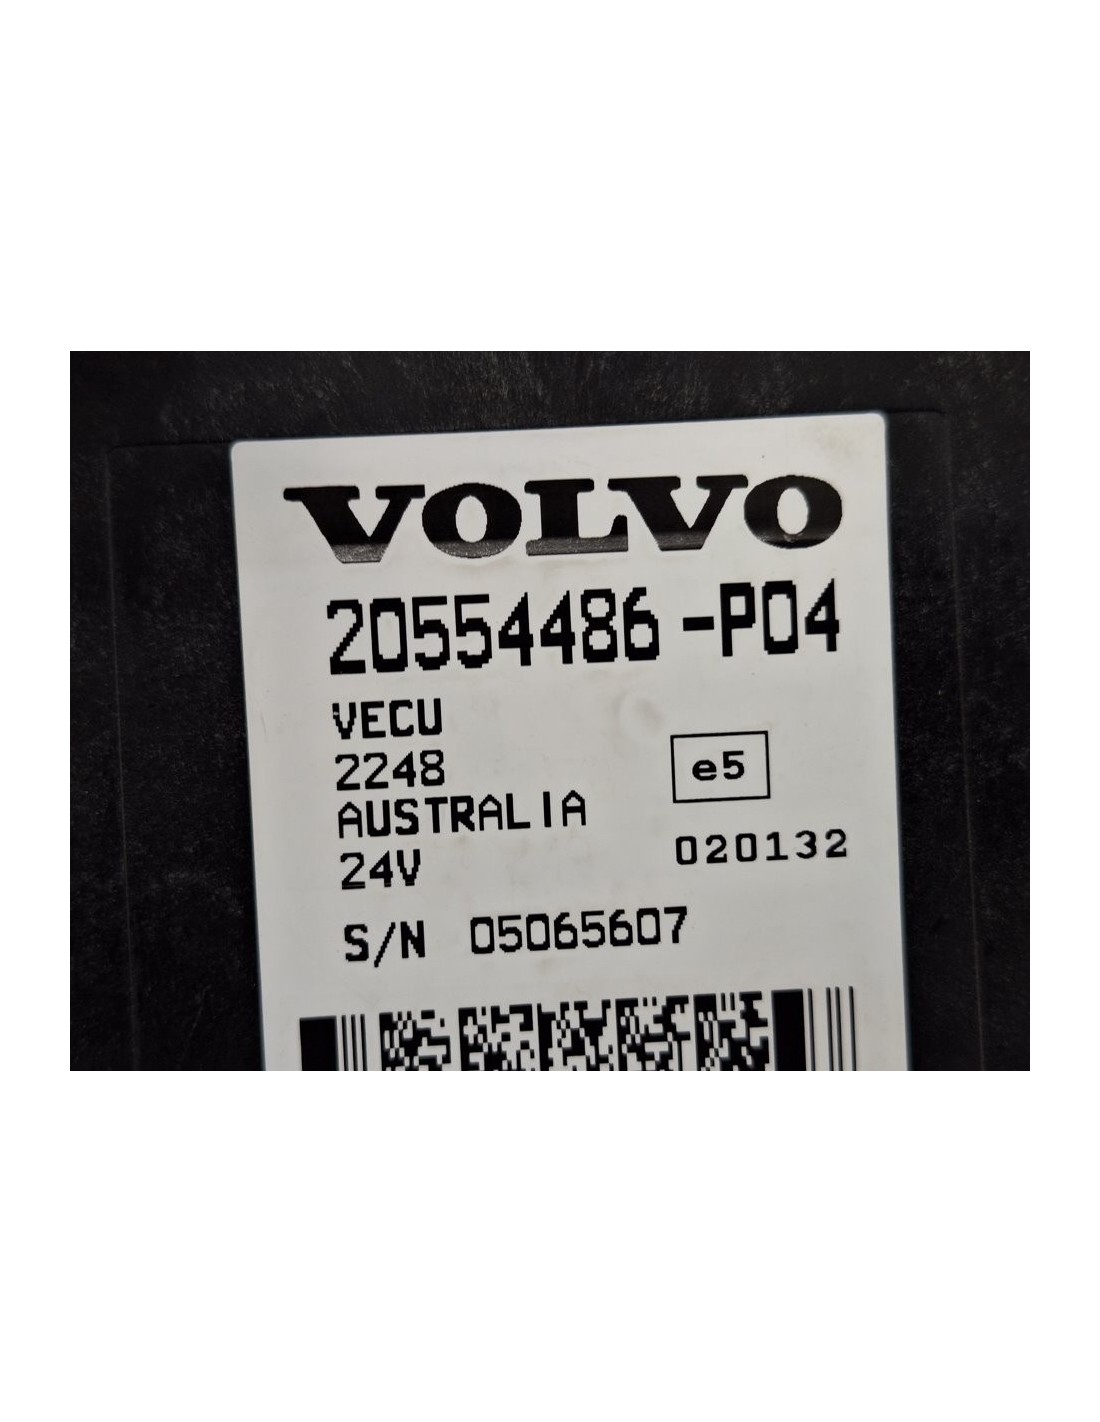 VOLVO
20554486-P04
VECU
2248
e5
AUSTRALIA
24V
020132
S/N 05065607